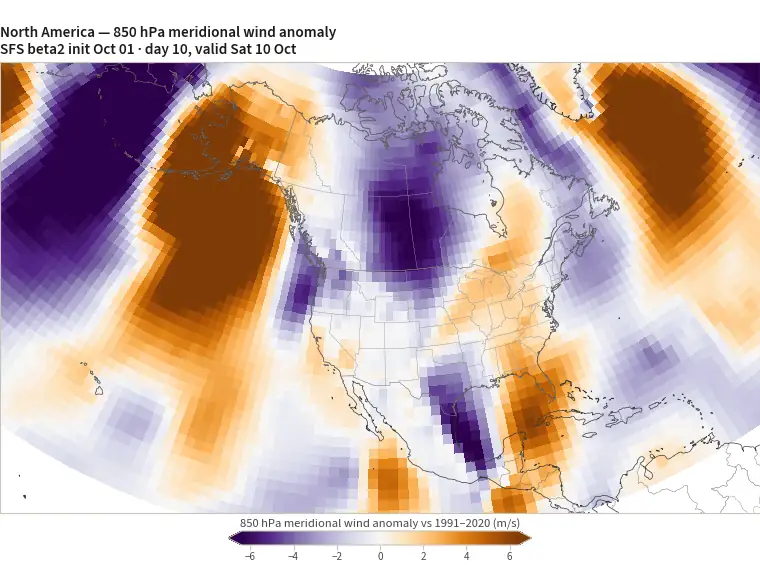 North America — 850 hPa meridional wind anomaly
SFS beta2 init Oct 01 · day 10, valid Sat 10 Oct
850 hPa meridional wind anomaly vs 1991–2020 (m/s)
−6 −4 −2 0 2 4 6